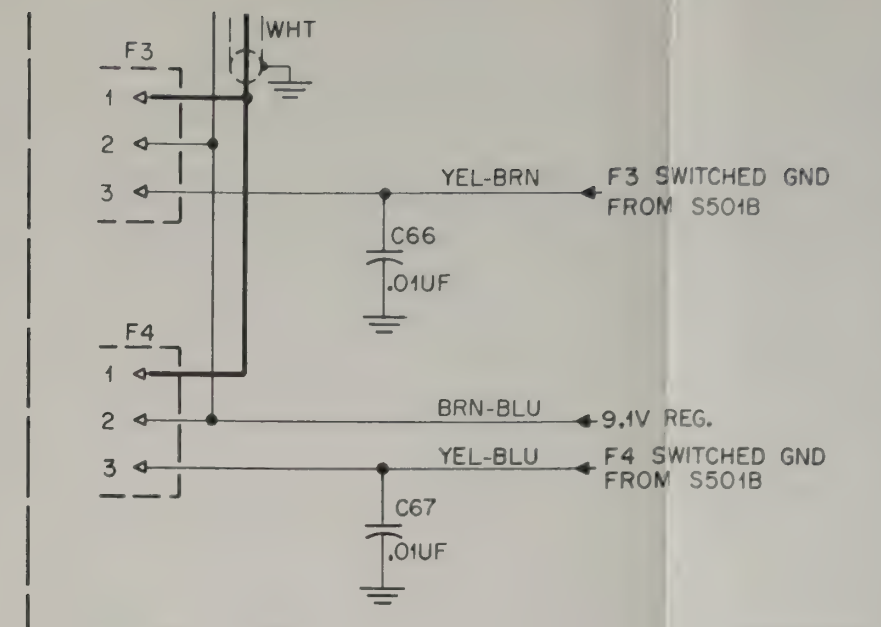 WHT
F3
1
2
3
YEL-BRN
F3 SWITCHED GND
FROM S501B
C66
.01UF
F4
1
2
3
BRN-BLU
9.1V REG.
YEL-BLU
F4 SWITCHED GND
FROM S501B
C67
.01UF